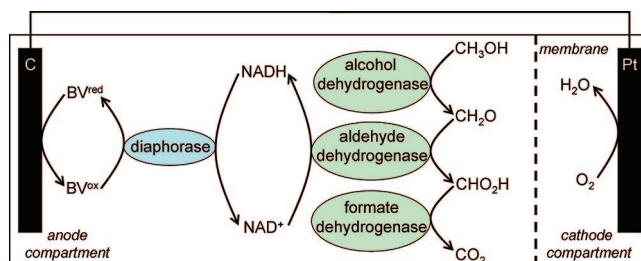 C
BVʳᵉᵈ
BVᵒˣ
diaphorase
NADH
NAD⁺
alcohol
dehydrogenase
aldehyde
dehydrogenase
formate
dehydrogenase
CH₃OH
CH₂O
CHO₂H
CO₂
anode
compartment
membrane
Pt
H₂O
O₂
cathode
compartment